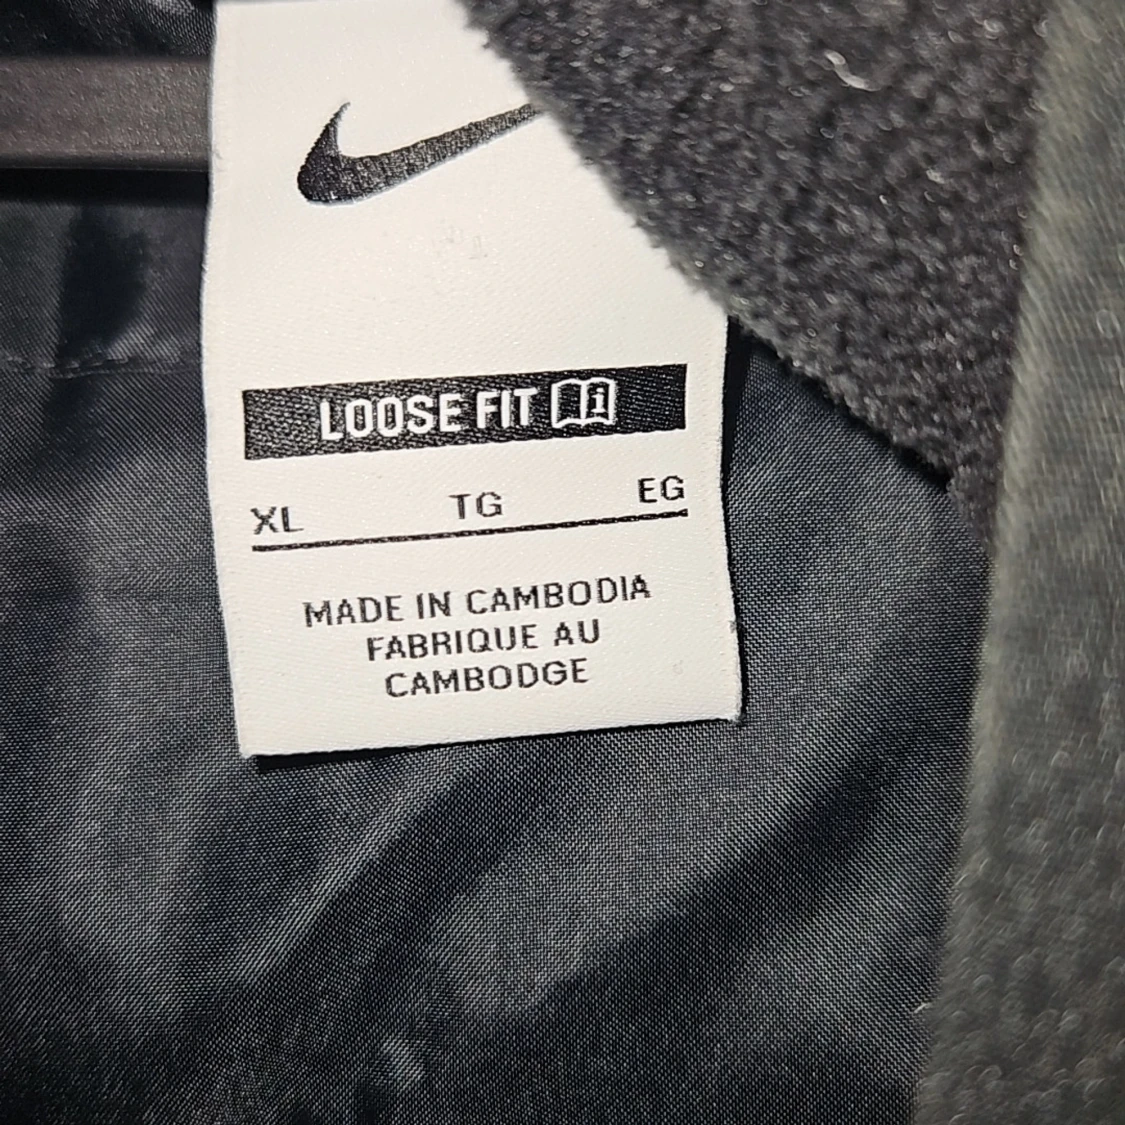 LOOSE FIT
XL TG EG
MADE IN CAMBODIA
FABRIQUE AU
CAMBODGE